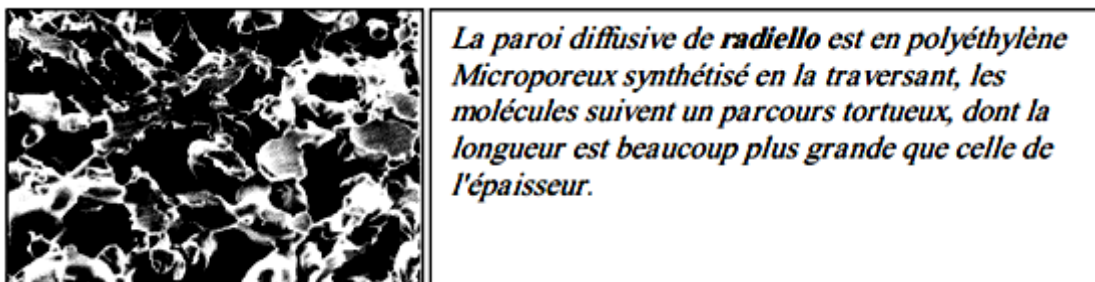 La paroi diffusive de radiello est en polyéthylène
Microporeux synthétisé en la traversant, les
molécules suivent un parcours tortueux, dont la
longueur est beaucoup plus grande que celle de
l'épaisseur.